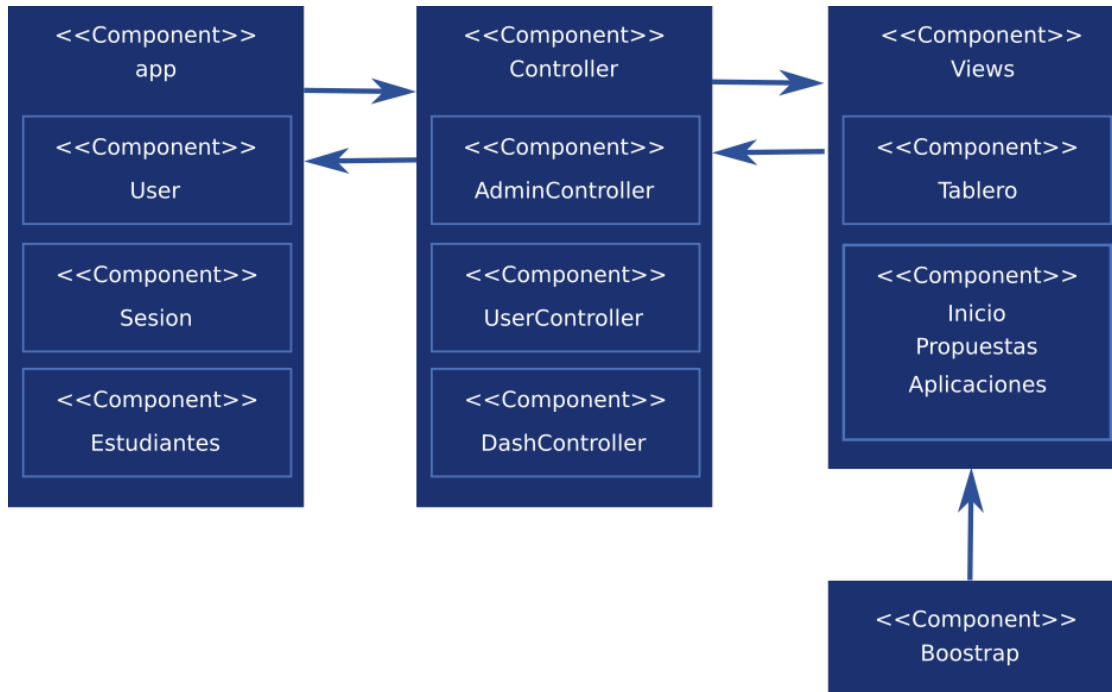 <<Component>>
app
<<Component>>
User
<<Component>>
Sesion
<<Component>>
Estudiantes
<<Component>>
Controller
<<Component>>
AdminController
<<Component>>
UserController
<<Component>>
DashController
<<Component>>
Views
<<Component>>
Tablero
<<Component>>
Inicio
Propuestas
Aplicaciones
<<Component>>
Boostrap